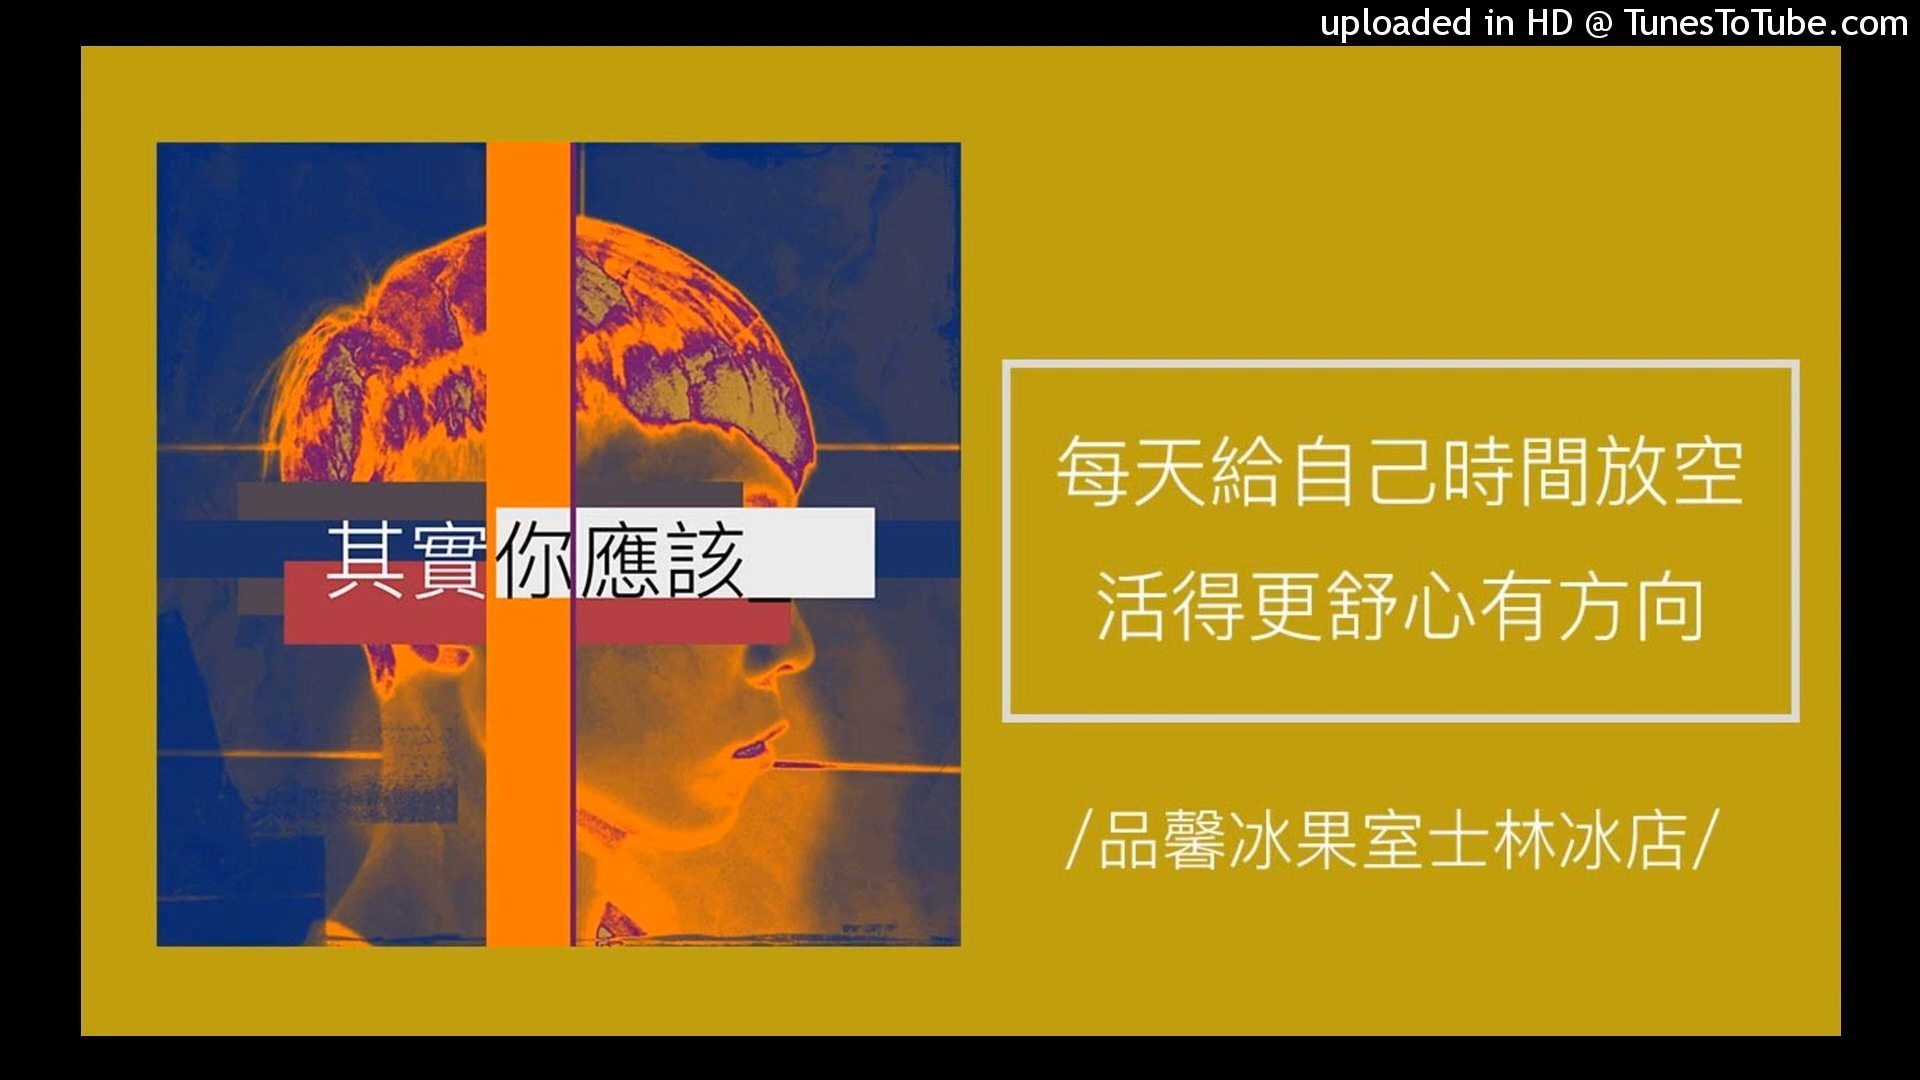 uploaded in HD @ TunesToTube.com
其實你應該_
每天給自己時間放空
活得更舒心有方向
/品馨冰果室士林冰店/